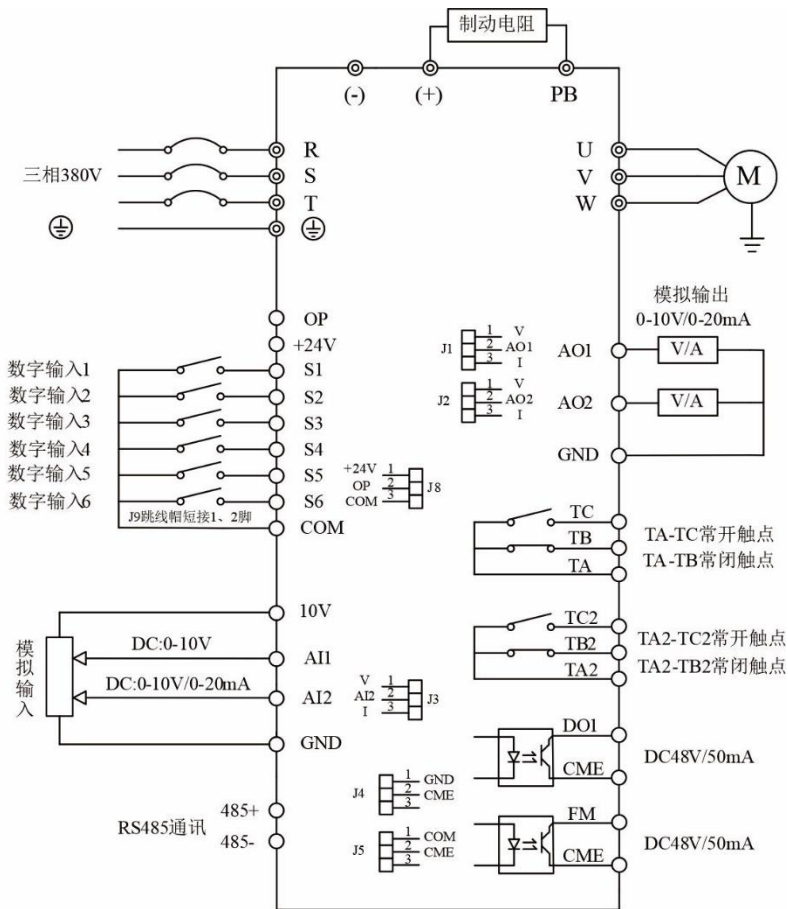 制动电阻
(-) (+) PB
R
三相380V S
T
U
V
W
M
OP
+24V
数字输入1 S1
数字输入2 S2
数字输入3 S3
数字输入4 S4
数字输入5 S5
数字输入6 S6
J9跳线帽短接1、2脚
COM
+24V 1
OP 2 J8
COM 3
模拟输出
0-10V/0-20mA
1 V
J1 2 AO1
3 I
AO1 V/A
1 V
J2 2 AO2
3 I
AO2 V/A
GND
TC
TB
TA
TA-TC常开触点
TA-TB常闭触点
10V
模拟输入
DC:0-10V AI1
DC:0-10V/0-20mA AI2
GND
V 1
AI2 2 J3
I 3
TC2
TB2
TA2
TA2-TC2常开触点
TA2-TB2常闭触点
DO1
CME
DC48V/50mA
1 GND
J4 2 CME
3
FM
CME
DC48V/50mA
1 COM
J5 2 CME
3
485+
RS485通讯
485-